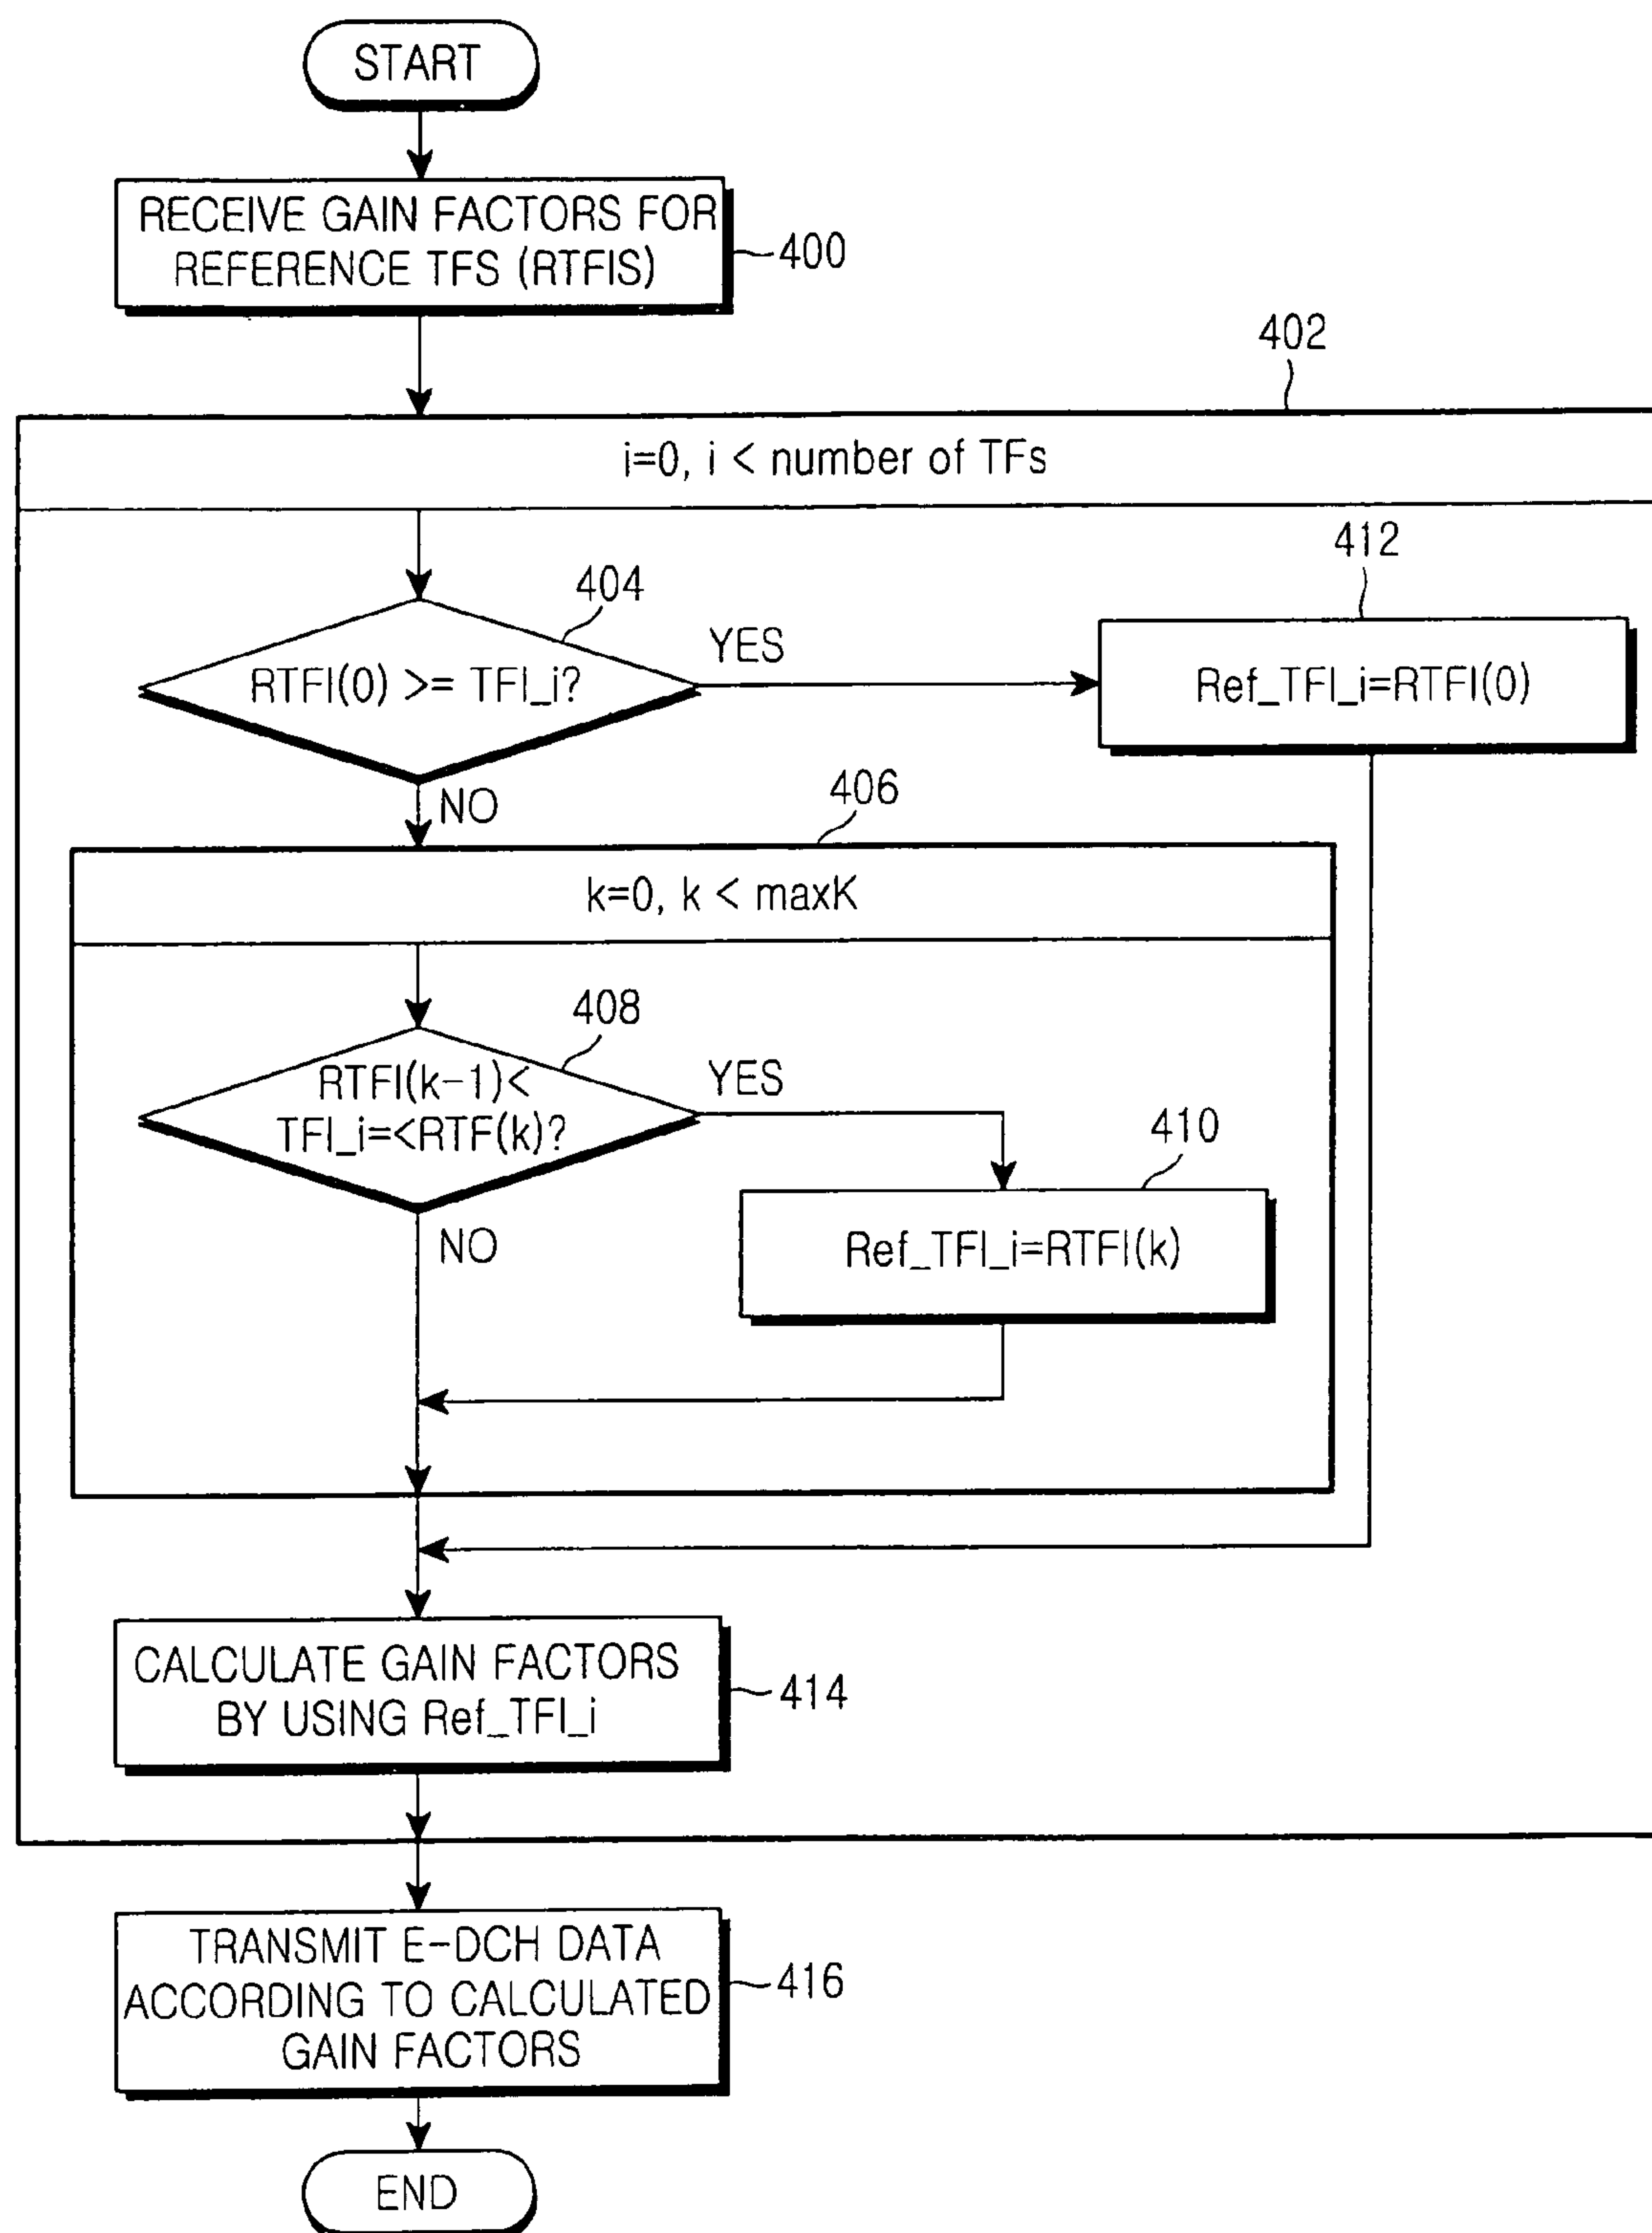 START
RECEIVE GAIN FACTORS FOR
REFERENCE TFS (RTFIS)
400
402
i=0, i < number of TFs
412
404
YES
RTFI(0) >= TFI_i?
Ref_TFI_i=RTFI(0)
NO
406
k=0, k < maxK
408
RTFI(k-1)<
TFI_i=<RTF(k)?
YES
410
Ref_TFI_i=RTFI(k)
NO
CALCULATE GAIN FACTORS
BY USING Ref_TFI_i
414
TRANSMIT E-DCH DATA
ACCORDING TO CALCULATED
GAIN FACTORS
416
END